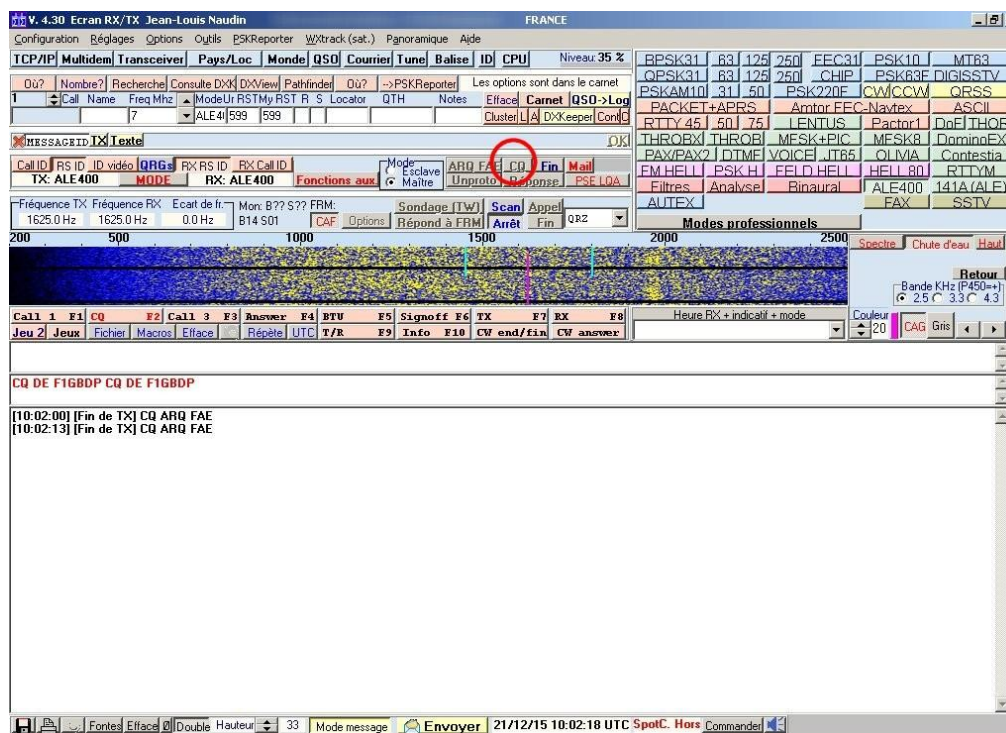 V. 4.30 Ecran RX/TX Jean-Louis Naudin FRANCE
Configuration Réglages Options Outils PSKReporter WXtrack (sat.) Panoramique Aide
TCP/IP Multidem Transceiver Pays/Loc Monde QSO Courrier Tune Balise ID CPU Niveau: 35 %
Où? Nombre? Recherche Consulte DXK DXView Pathfinder Où? ->PSKReporter Les options sont dans le carnet
1 Call Name Freq Mhz Mode Ur RST My RST R S Locator QTH Notes Efface Carnet QSO->Log
7 ALE4 599 599 Cluster L A DXKeeper Cont C
MESSAGEID TX Texte OK
Call ID RS ID ID vidéo QRGs RX RS ID RX Call ID Mode Esclave Maître ARQ FAE CQ Fin Mail
TX: ALE400 MODE RX: ALE400 Fonctions aux. Unproto Réponse PSE LQA
Fréquence TX Fréquence RX Ecart de fr. Mon: B?? S?? FRM: Sondage (TW) Scan Appel
1625.0 Hz 1625.0 Hz 0.0 Hz B14 S01 CAF Options Répond à FRM Arrêt Fin QRZ
BPSK31 63 125 250 FEC31 PSK10 MT63
QPSK31 63 125 250 CHIP PSK63F DIGISSTV
PSKAM10 31 50 PSK220F CW CCW QRSS
PACKET+APRS Amtor FEC-Navtex ASCII
RTTY 45 50 75 LENTUS Pactor1 DoF THOR
THROBX THROB MFSK+PIC MFSK8 DominoEX
PAX/PAX2 DTMF VOICE JT65 OLIVIA Contestia
FM HELL PSK H FELD HELL HELL 80 RTTYM
Filtres Analyse Binaural ALE400 141A (ALE)
AUTEX FAX SSTV
Modes professionnels
200 500 1000 1500 2000 2500
Spectre Chute d'eau Haut
Retour
Bande KHz (P450=+)
2.5 3.3 4.3
Call 1 F1 CQ F2 Call 3 F3 Answer F4 BTU F5 Signoff F6 TX F7 RX F8 Heure RX + indicatif + mode Couleur
Jeu 2 Jeux Fichier Macros Efface Répète UTC T/R F9 Info F10 CW end/fin CW answer 20 CAG Gris
CQ DE F1GBDP CQ DE F1GBDP
[10:02:00] [Fin de TX] CQ ARQ FAE
[10:02:13] [Fin de TX] CQ ARQ FAE
Fontes Efface Ø Double Hauteur 33 Mode message Envoyer 21/12/15 10:02:18 UTC SpotC. Hors Commander